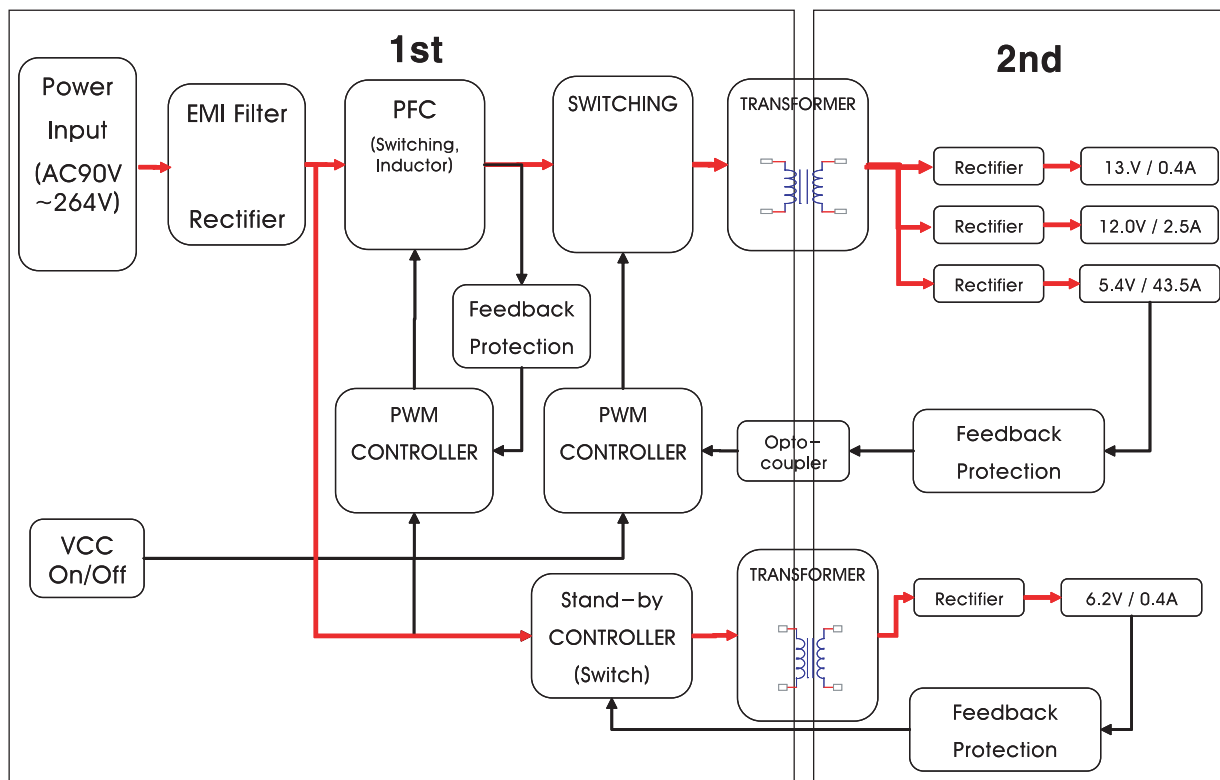 1st
2nd
Power
Input
(AC90V
~264V)
EMI Filter
Rectifier
PFC
(Switching,
Inductor)
SWITCHING
TRANSFORMER
Rectifier
13.V / 0.4A
Rectifier
12.0V / 2.5A
Rectifier
5.4V / 43.5A
Feedback
Protection
PWM
CONTROLLER
PWM
CONTROLLER
Opto-
coupler
Feedback
Protection
VCC
On/Off
Stand-by
CONTROLLER
(Switch)
TRANSFORMER
Rectifier
6.2V / 0.4A
Feedback
Protection